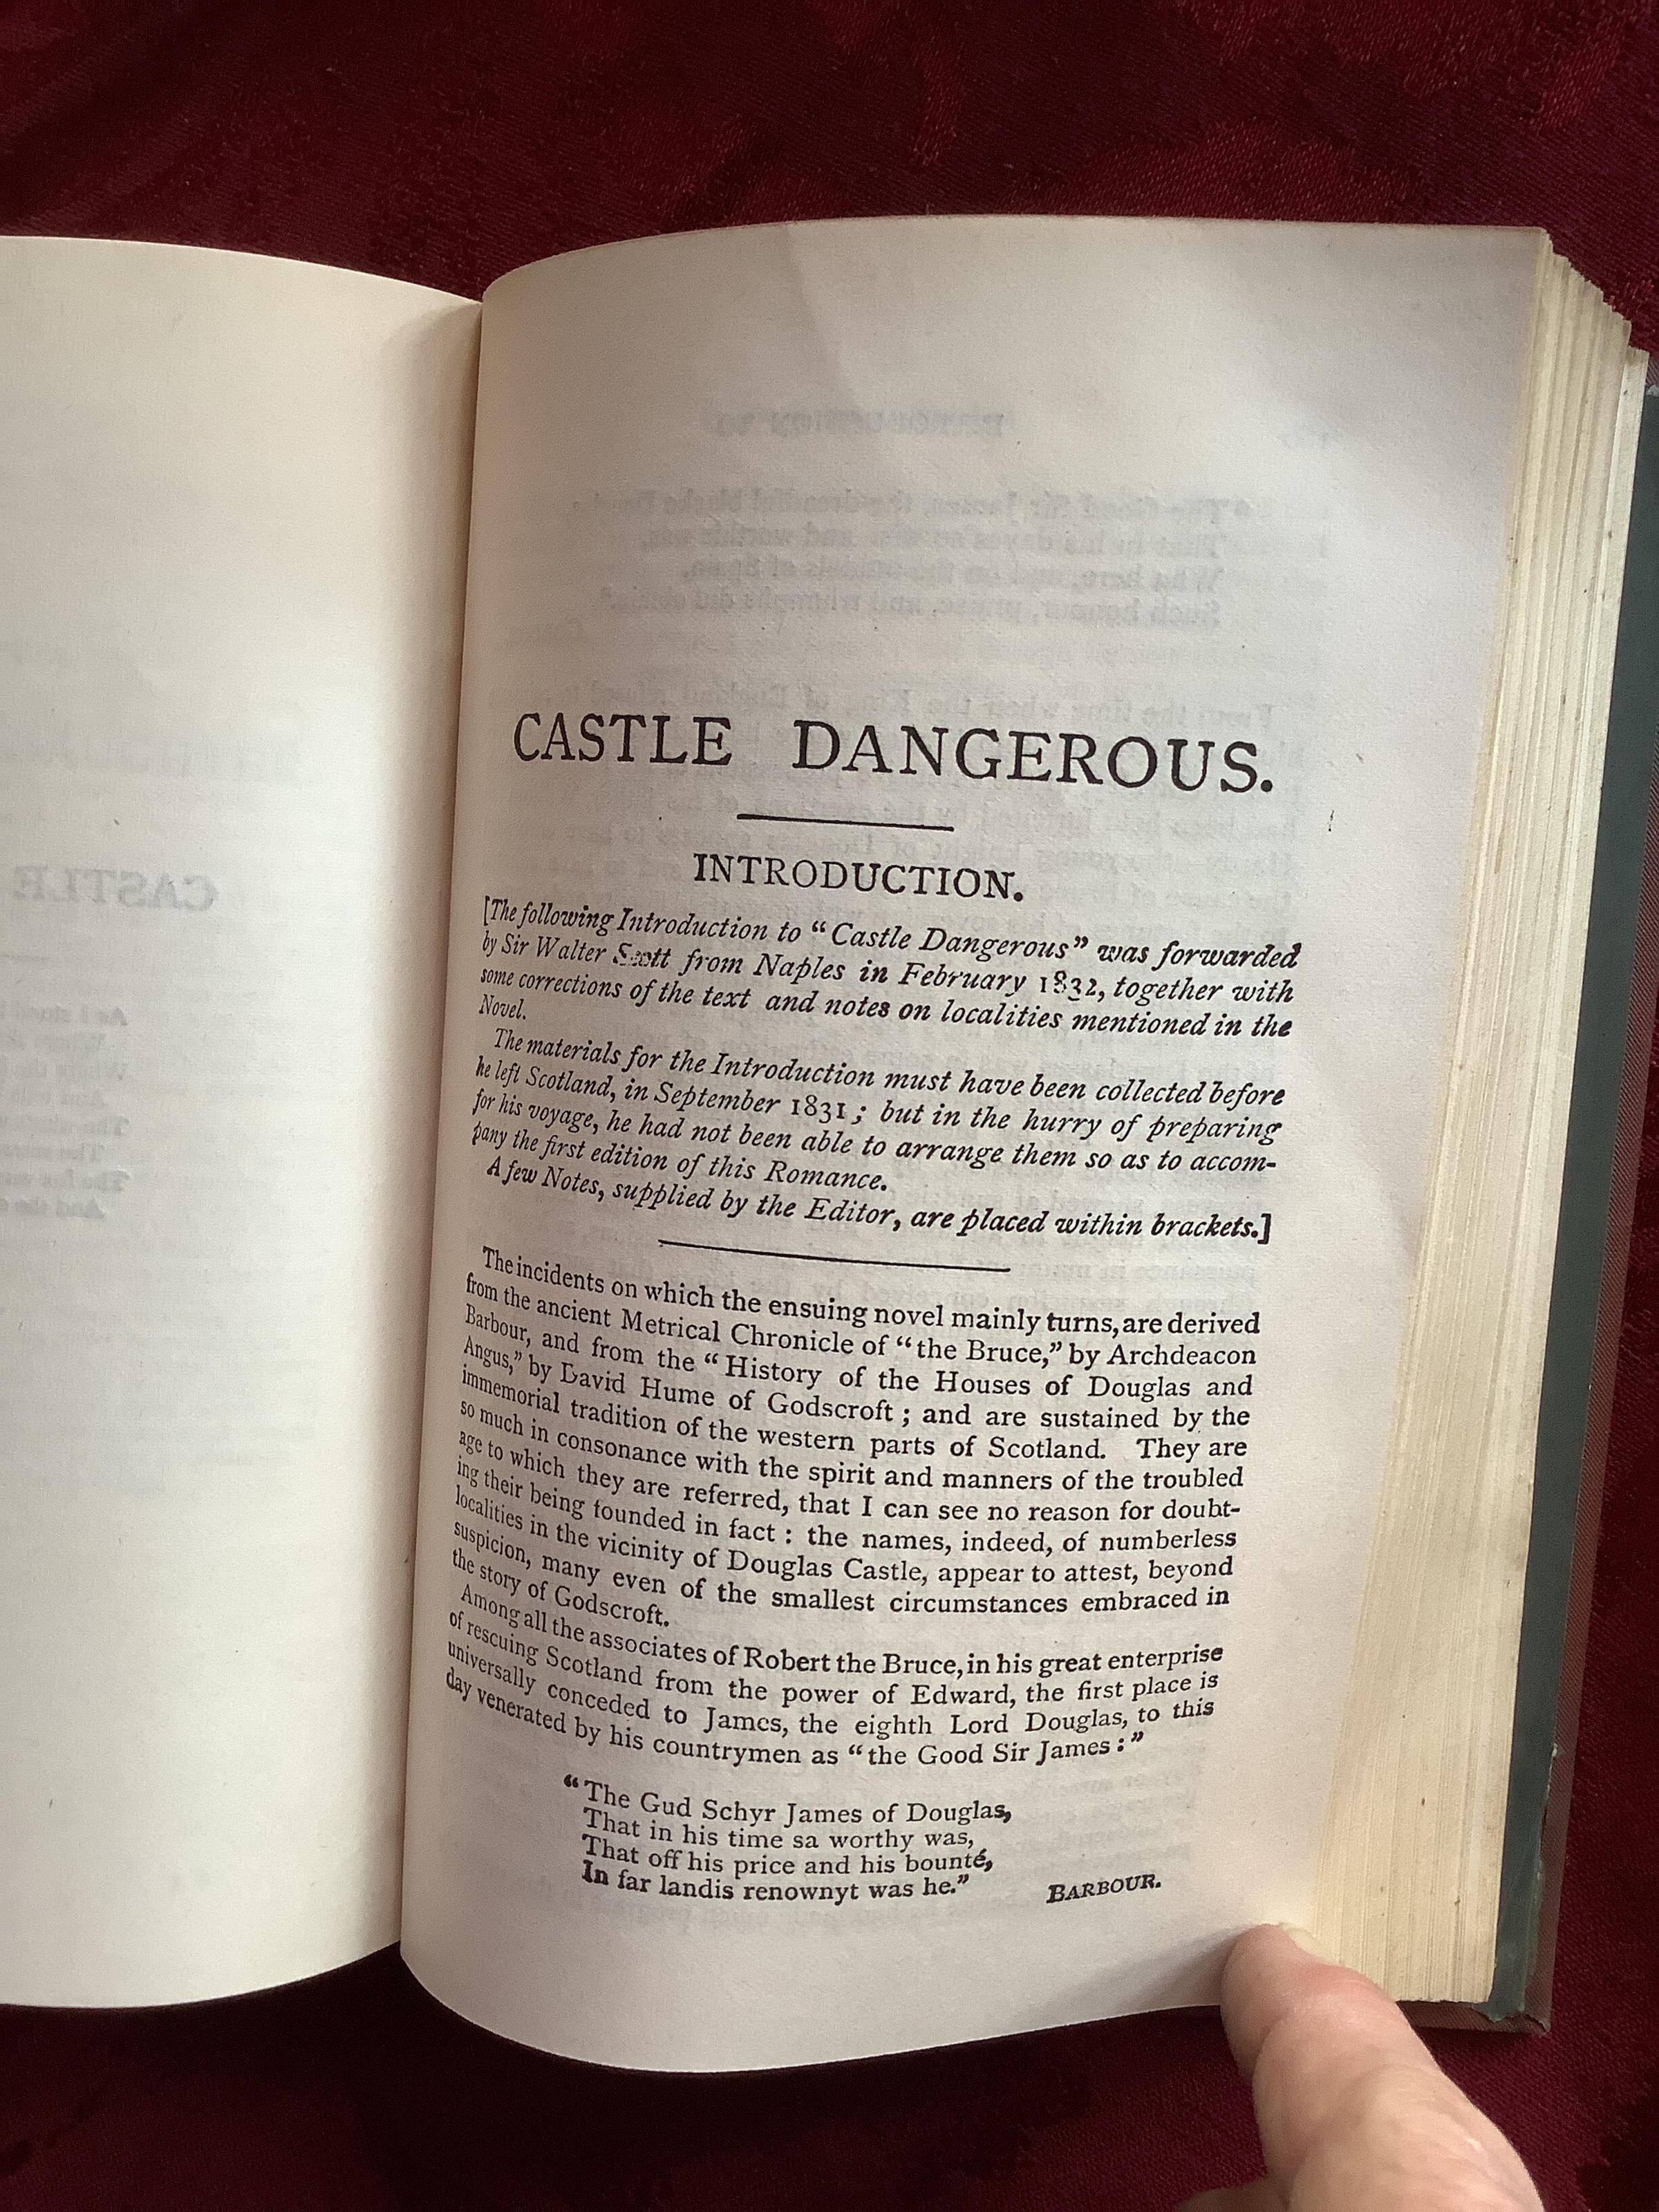 CASTLE DANGEROUS.
INTRODUCTION.
[The following Introduction to "Castle Dangerous" was forwarded
by Sir Walter Scott from Naples in February 1832, together with
some corrections of the text and notes on localities mentioned in the
Novel.
The materials for the Introduction must have been collected before
he left Scotland, in September 1831; but in the hurry of preparing
for his voyage, he had not been able to arrange them so as to accom-
pany the first edition of this Romance.
A few Notes, supplied by the Editor, are placed within brackets.]
The incidents on which the ensuing novel mainly turns, are derived
from the ancient Metrical Chronicle of "the Bruce," by Archdeacon
Barbour, and from the "History of the Houses of Douglas and
Angus," by David Hume of Godscroft; and are sustained by the
immemorial tradition of the western parts of Scotland. They are
so much in consonance with the spirit and manners of the troubled
age to which they are referred, that I can see no reason for doubt-
ing their being founded in fact: the names, indeed, of numberless
localities in the vicinity of Douglas Castle, appear to attest, beyond
suspicion, many even of the smallest circumstances embraced in
the story of Godscroft.
Among all the associates of Robert the Bruce, in his great enterprise
of rescuing Scotland from the power of Edward, the first place is
universally conceded to James, the eighth Lord Douglas, to this
day venerated by his countrymen as "the Good Sir James:"
"The Gud Schyr James of Douglas,
That in his time sa worthy was,
That off his price and his bounté,
In far landis renownyt was he."
BARBOUR.